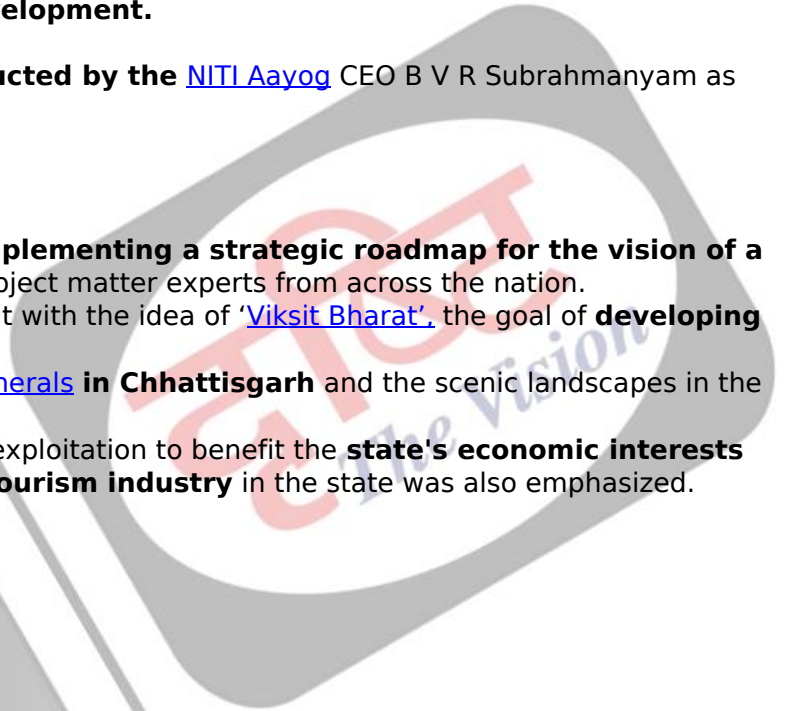 elopment.
ucted by the NITI Aayog CEO B V R Subrahmanyam as
plementing a strategic roadmap for the vision of a
bject matter experts from across the nation.
t with the idea of ‘Viksit Bharat’, the goal of developing
nerals in Chhattisgarh and the scenic landscapes in the
exploitation to benefit the state's economic interests
ourism industry in the state was also emphasized.
दृष्टि
The Vision